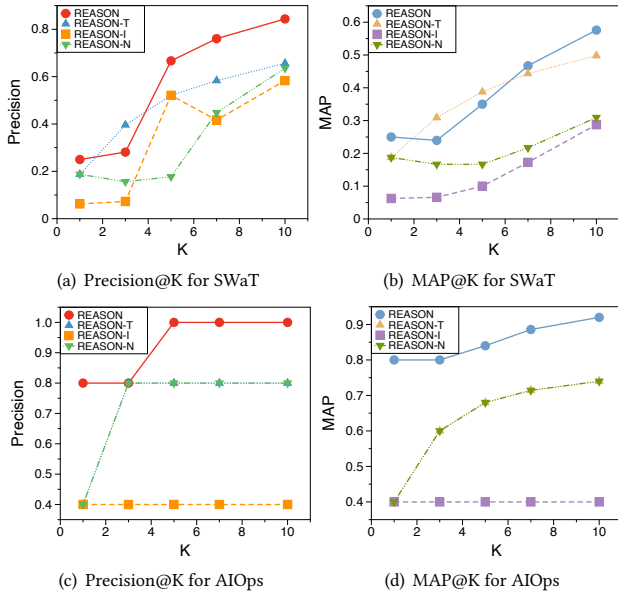 REASON
REASON-T
REASON-I
REASON-N
Precision
0.8
0.6
0.4
0.2
0
0 2 4 6 8 10
K
(a) Precision@K for SWaT
REASON
REASON-T
REASON-I
REASON-N
MAP
0.6
0.5
0.4
0.3
0.2
0.1
0
0 2 4 6 8 10
K
(b) MAP@K for SWaT
REASON
REASON-T
REASON-I
REASON-N
Precision
1.0
0.9
0.8
0.7
0.6
0.5
0.4
0 2 4 6 8 10
K
(c) Precision@K for AIOps
REASON
REASON-T
REASON-I
REASON-N
MAP
0.9
0.8
0.7
0.6
0.5
0.4
0 2 4 6 8 10
K
(d) MAP@K for AIOps